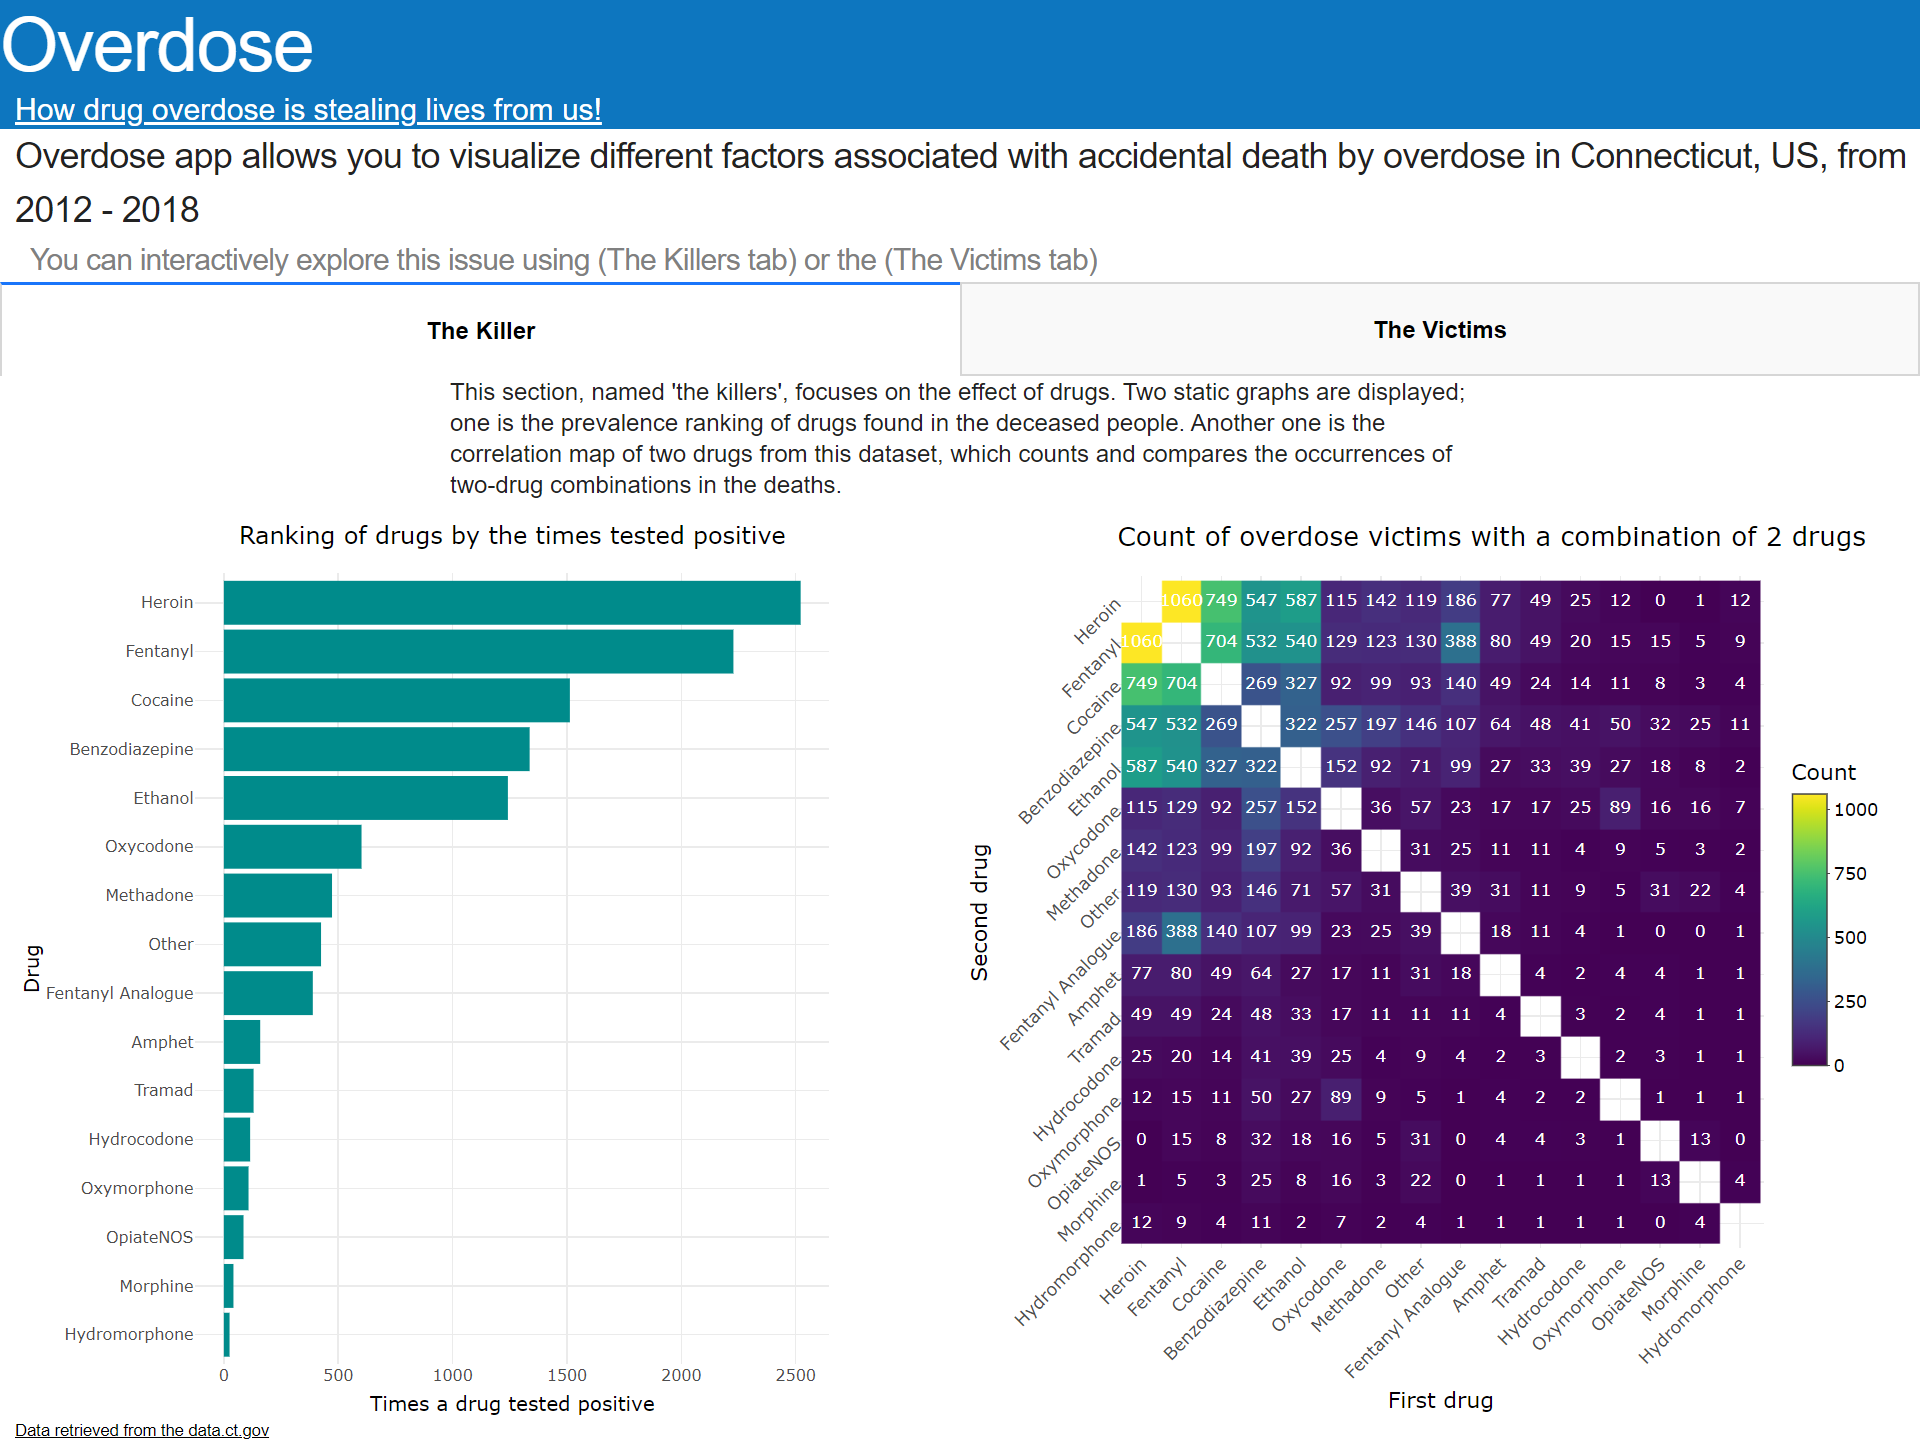 Overdose
How drug overdose is stealing lives from us!
Overdose app allows you to visualize different factors associated with accidental death by overdose in Connecticut, US, from
2012 - 2018
You can interactively explore this issue using (The Killers tab) or the (The Victims tab)
The Killer
The Victims
This section, named 'the killers', focuses on the effect of drugs. Two static graphs are displayed;
one is the prevalence ranking of drugs found in the deceased people. Another one is the
correlation map of two drugs from this dataset, which counts and compares the occurrences of
two-drug combinations in the deaths.
Ranking of drugs by the times tested positive
Drug
Heroin
Fentanyl
Cocaine
Benzodiazepine
Ethanol
Oxycodone
Methadone
Other
Fentanyl Analogue
Amphet
Tramad
Hydrocodone
Oxymorphone
OpiateNOS
Morphine
Hydromorphone
0 500 1000 1500 2000 2500
Times a drug tested positive
Count of overdose victims with a combination of 2 drugs
Second drug
Heroin 1060 749 547 587 115 142 119 186 77 49 25 12 0 1 12
Fentanyl 1060 704 532 540 129 123 130 388 80 49 20 15 15 5 9
Cocaine 749 704 269 327 92 99 93 140 49 24 14 11 8 3 4
Benzodiazepine 547 532 269 322 257 197 146 107 64 48 41 50 32 25 11
Ethanol 587 540 327 322 152 92 71 99 27 33 39 27 18 8 2
Oxycodone 115 129 92 257 152 36 57 23 17 17 25 89 16 16 7
Methadone 142 123 99 197 92 36 31 25 11 11 4 9 5 3 2
Other 119 130 93 146 71 57 31 39 31 11 9 5 31 22 4
Fentanyl Analogue 186 388 140 107 99 23 25 39 18 11 4 1 0 0 1
Amphet 77 80 49 64 27 17 11 31 18 4 2 4 4 1 1
Tramad 49 49 24 48 33 17 11 11 11 4 3 2 4 1 1
Hydrocodone 25 20 14 41 39 25 4 9 4 2 3 2 3 1 1
Oxymorphone 12 15 11 50 27 89 9 5 1 4 2 2 1 1 1
OpiateNOS 0 15 8 32 18 16 5 31 0 4 4 3 1 13 0
Morphine 1 5 3 25 8 16 3 22 0 1 1 1 1 13 4
Hydromorphone 12 9 4 11 2 7 2 4 1 1 1 1 1 0 4
Heroin Fentanyl Cocaine Benzodiazepine Ethanol Oxycodone Methadone Other Fentanyl Analogue Amphet Tramad Hydrocodone Oxymorphone OpiateNOS Morphine Hydromorphone
First drug
Count
1000
750
500
250
0
Data retrieved from the data.ct.gov